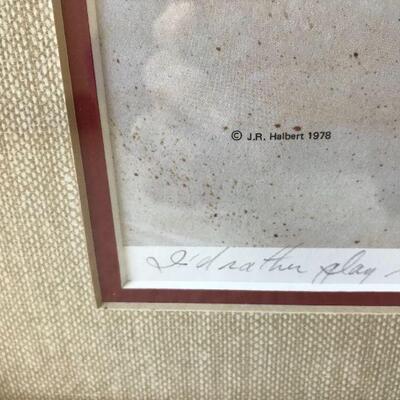 © J.R. Halbert 1978
I'd rather play